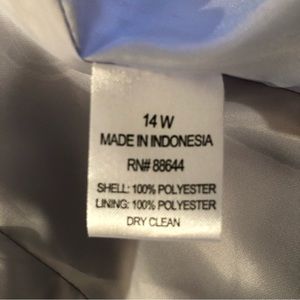 14 W
MADE IN INDONESIA
RN# 88644
SHELL: 100% POLYESTER
LINING: 100% POLYESTER
DRY CLEAN